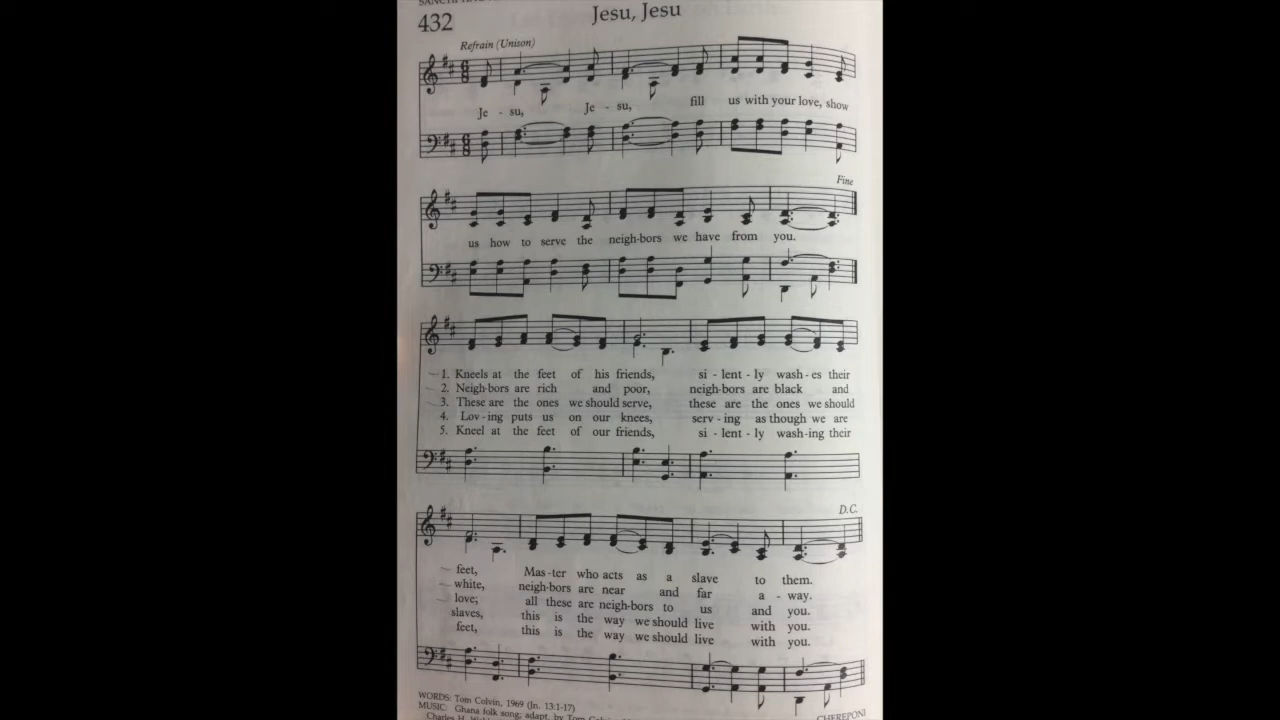 432
Jesu, Jesu
Refrain (Unison)
Je - su, Je - su, fill us with your love, show
Fine
us how to serve the neigh-bors we have from you.
1. Kneels at the feet of his friends, si - lent - ly wash - es their
2. Neigh-bors are rich and poor, neigh-bors are black and
3. These are the ones we should serve, these are the ones we should
4. Lov - ing puts us on our knees, serv - ing as though we are
5. Kneel at the feet of our friends, si - lent - ly wash-ing their
D.C.
feet, Mas - ter who acts as a slave to them.
white, neigh-bors are near and far a - way.
love; all these are neigh-bors to us and you.
slaves, this is the way we should live with you.
feet, this is the way we should live with you.
WORDS: Tom Colvin, 1969 (Jn. 13:1-17)
MUSIC: Ghana folk song; adapt. by Tom
Charles H.
CHEREPONI